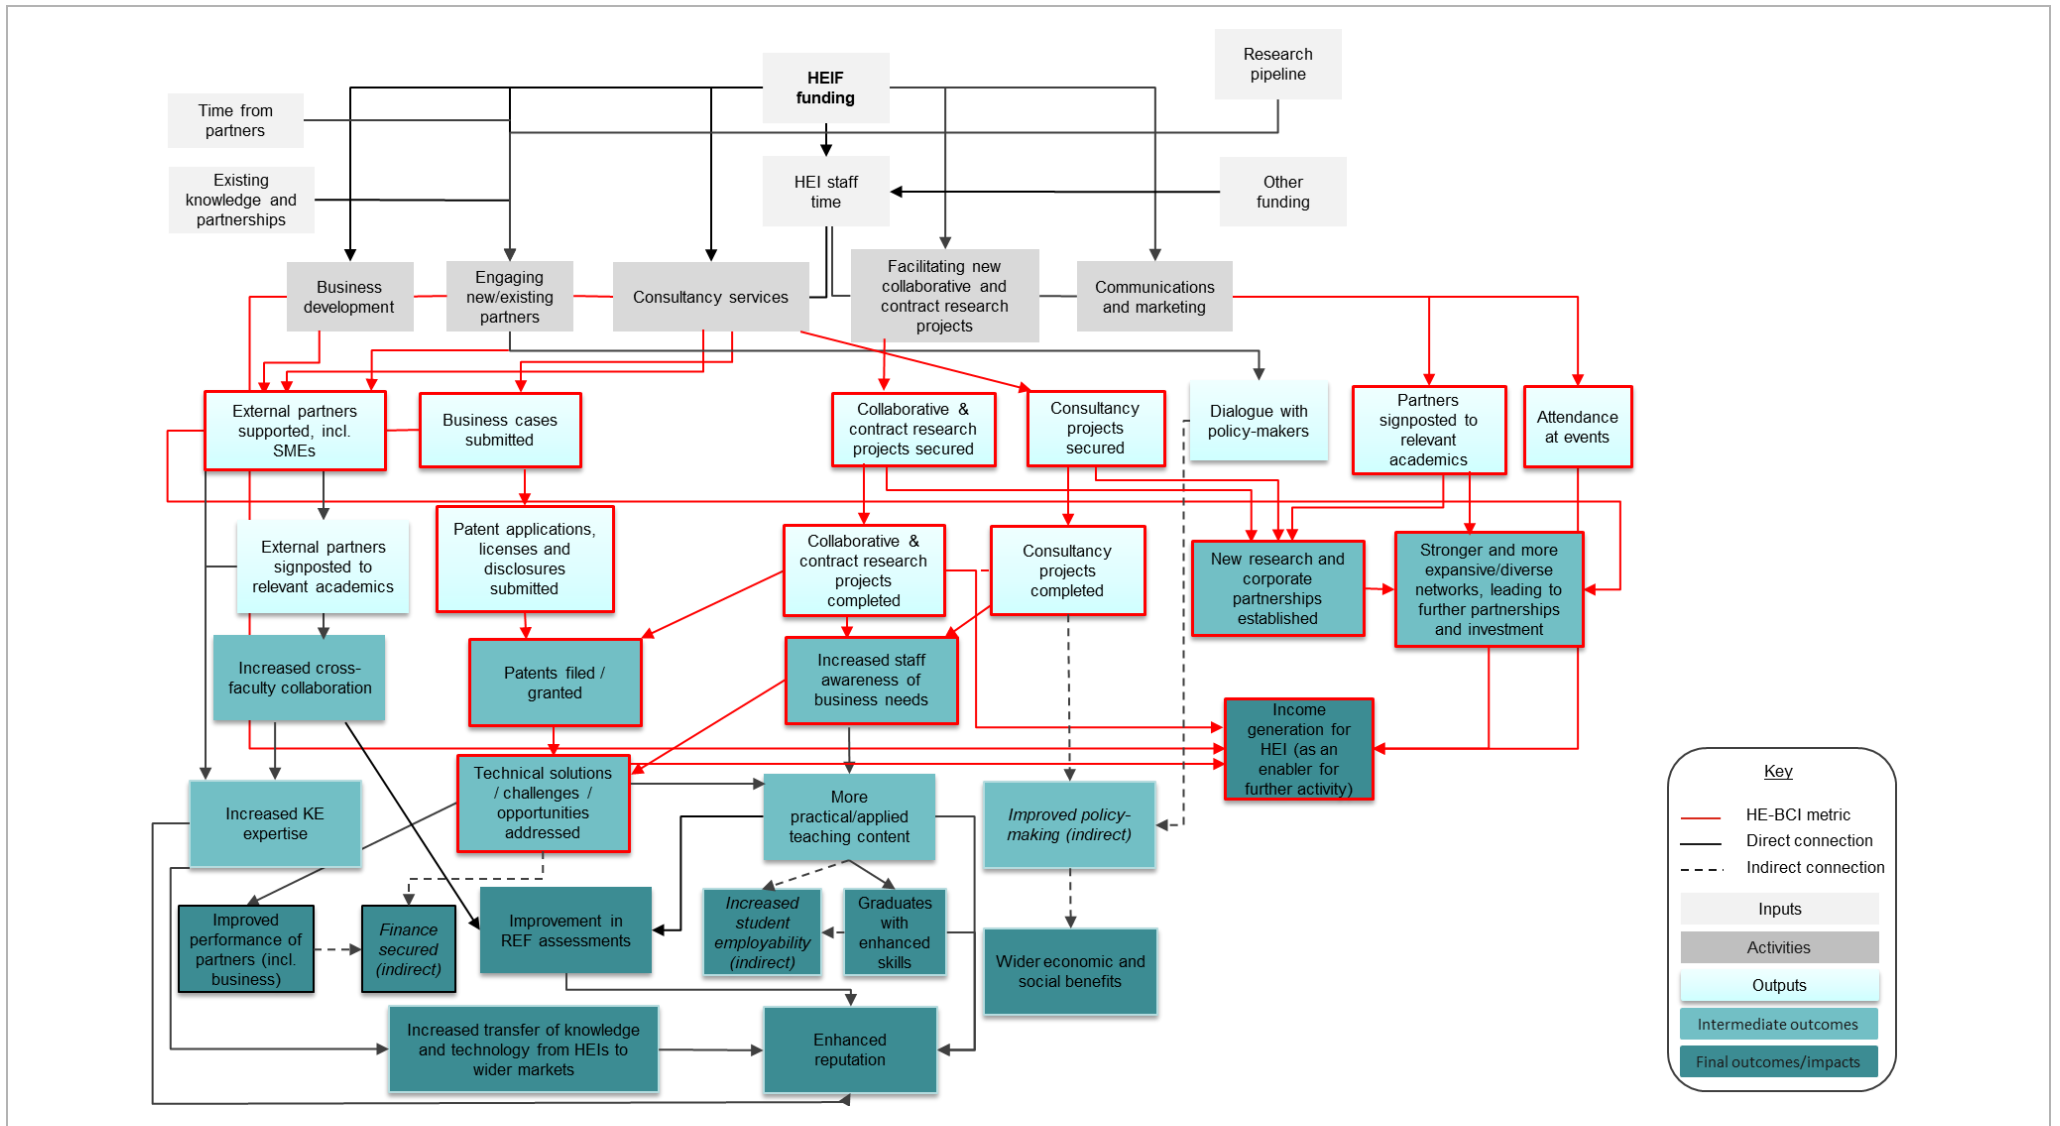 Research
pipeline
HEIF
funding
Time from
partners
Existing
knowledge and
partnerships
HEI staff
time
Other
funding
Business
development
Engaging
new/existing
partners
Consultancy services
Facilitating new
collaborative and
contract research
projects
Communications
and marketing
External partners
supported, incl.
SMEs
Business cases
submitted
Collaborative &
contract research
projects secured
Consultancy
projects
secured
Dialogue with
policy-makers
Partners
signposted to
relevant
academics
Attendance
at events
External partners
signposted to
relevant academics
Patent applications,
licenses and
disclosures
submitted
Collaborative &
contract research
projects
completed
Consultancy
projects
completed
New research and
corporate
partnerships
established
Stronger and more
expansive/diverse
networks, leading to
further partnerships
and investment
Increased cross-
faculty collaboration
Patents filed /
granted
Increased staff
awareness of
business needs
Income
generation for
HEI (as an
enabler for
further activity)
Increased KE
expertise
Technical solutions
/ challenges /
opportunities
addressed
More
practical/applied
teaching content
Improved policy-
making (indirect)
Improved
performance of
partners (incl.
business)
Finance
secured
(indirect)
Improvement in
REF assessments
Increased
student
employability
(indirect)
Graduates
with
enhanced
skills
Wider economic and
social benefits
Increased transfer of knowledge
and technology from HEIs to
wider markets
Enhanced
reputation
Key
HE-BCI metric
Direct connection
Indirect connection
Inputs
Activities
Outputs
Intermediate outcomes
Final outcomes/impacts